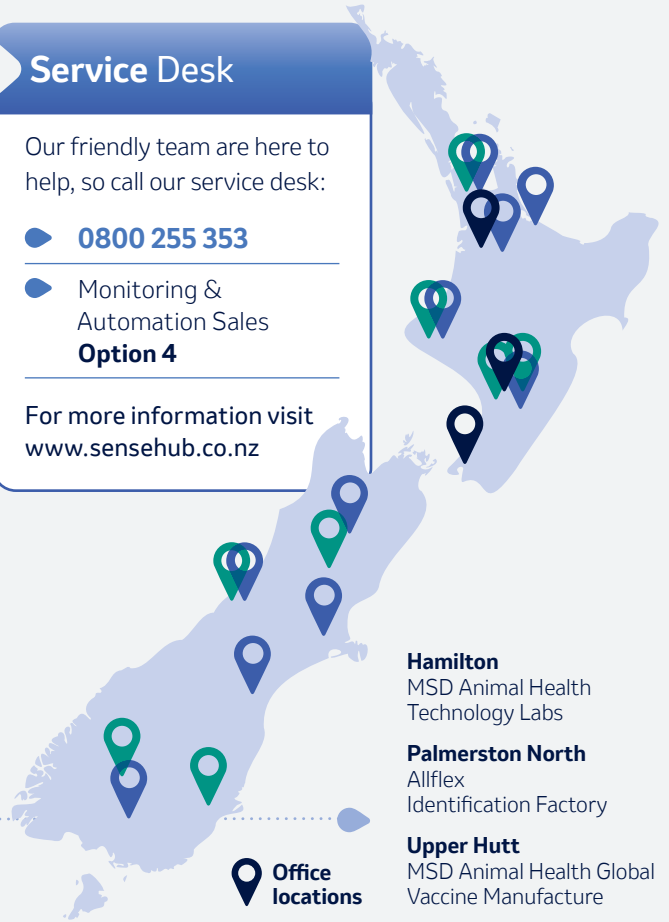 Service Desk
Our friendly team are here to
help, so call our service desk:
0800 255 353
Monitoring &
Automation Sales
Option 4
For more information visit
www.sensehub.co.nz
Hamilton
MSD Animal Health
Technology Labs
Palmerston North
Allflex
Identification Factory
Upper Hutt
MSD Animal Health Global
Vaccine Manufacture
Office
locations